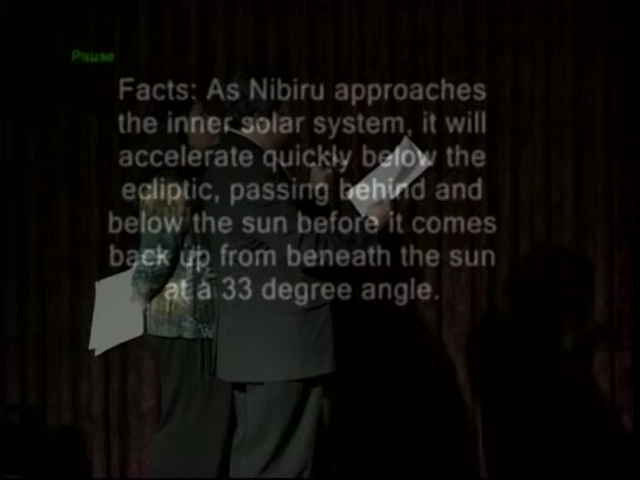 Pause
Facts: As Nibiru approaches
the inner solar system, it will
accelerate quickly below the
ecliptic, passing behind and
below the sun before it comes
back up from beneath the sun
at a 33 degree angle.